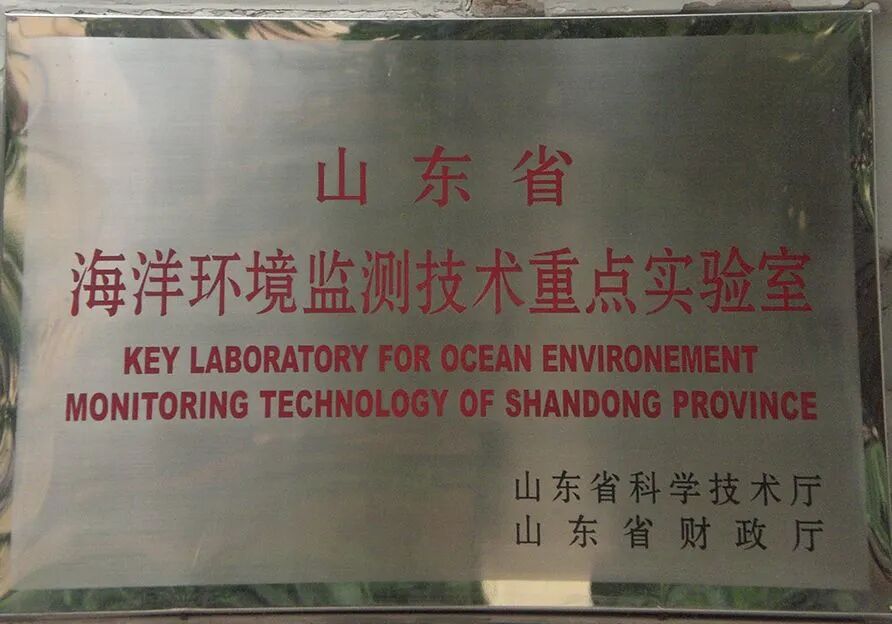 山东省
海洋环境监测技术重点实验室
KEY LABORATORY FOR OCEAN ENVIRONEMENT
MONITORING TECHNOLOGY OF SHANDONG PROVINCE
山东省科学技术厅
山东省财政厅